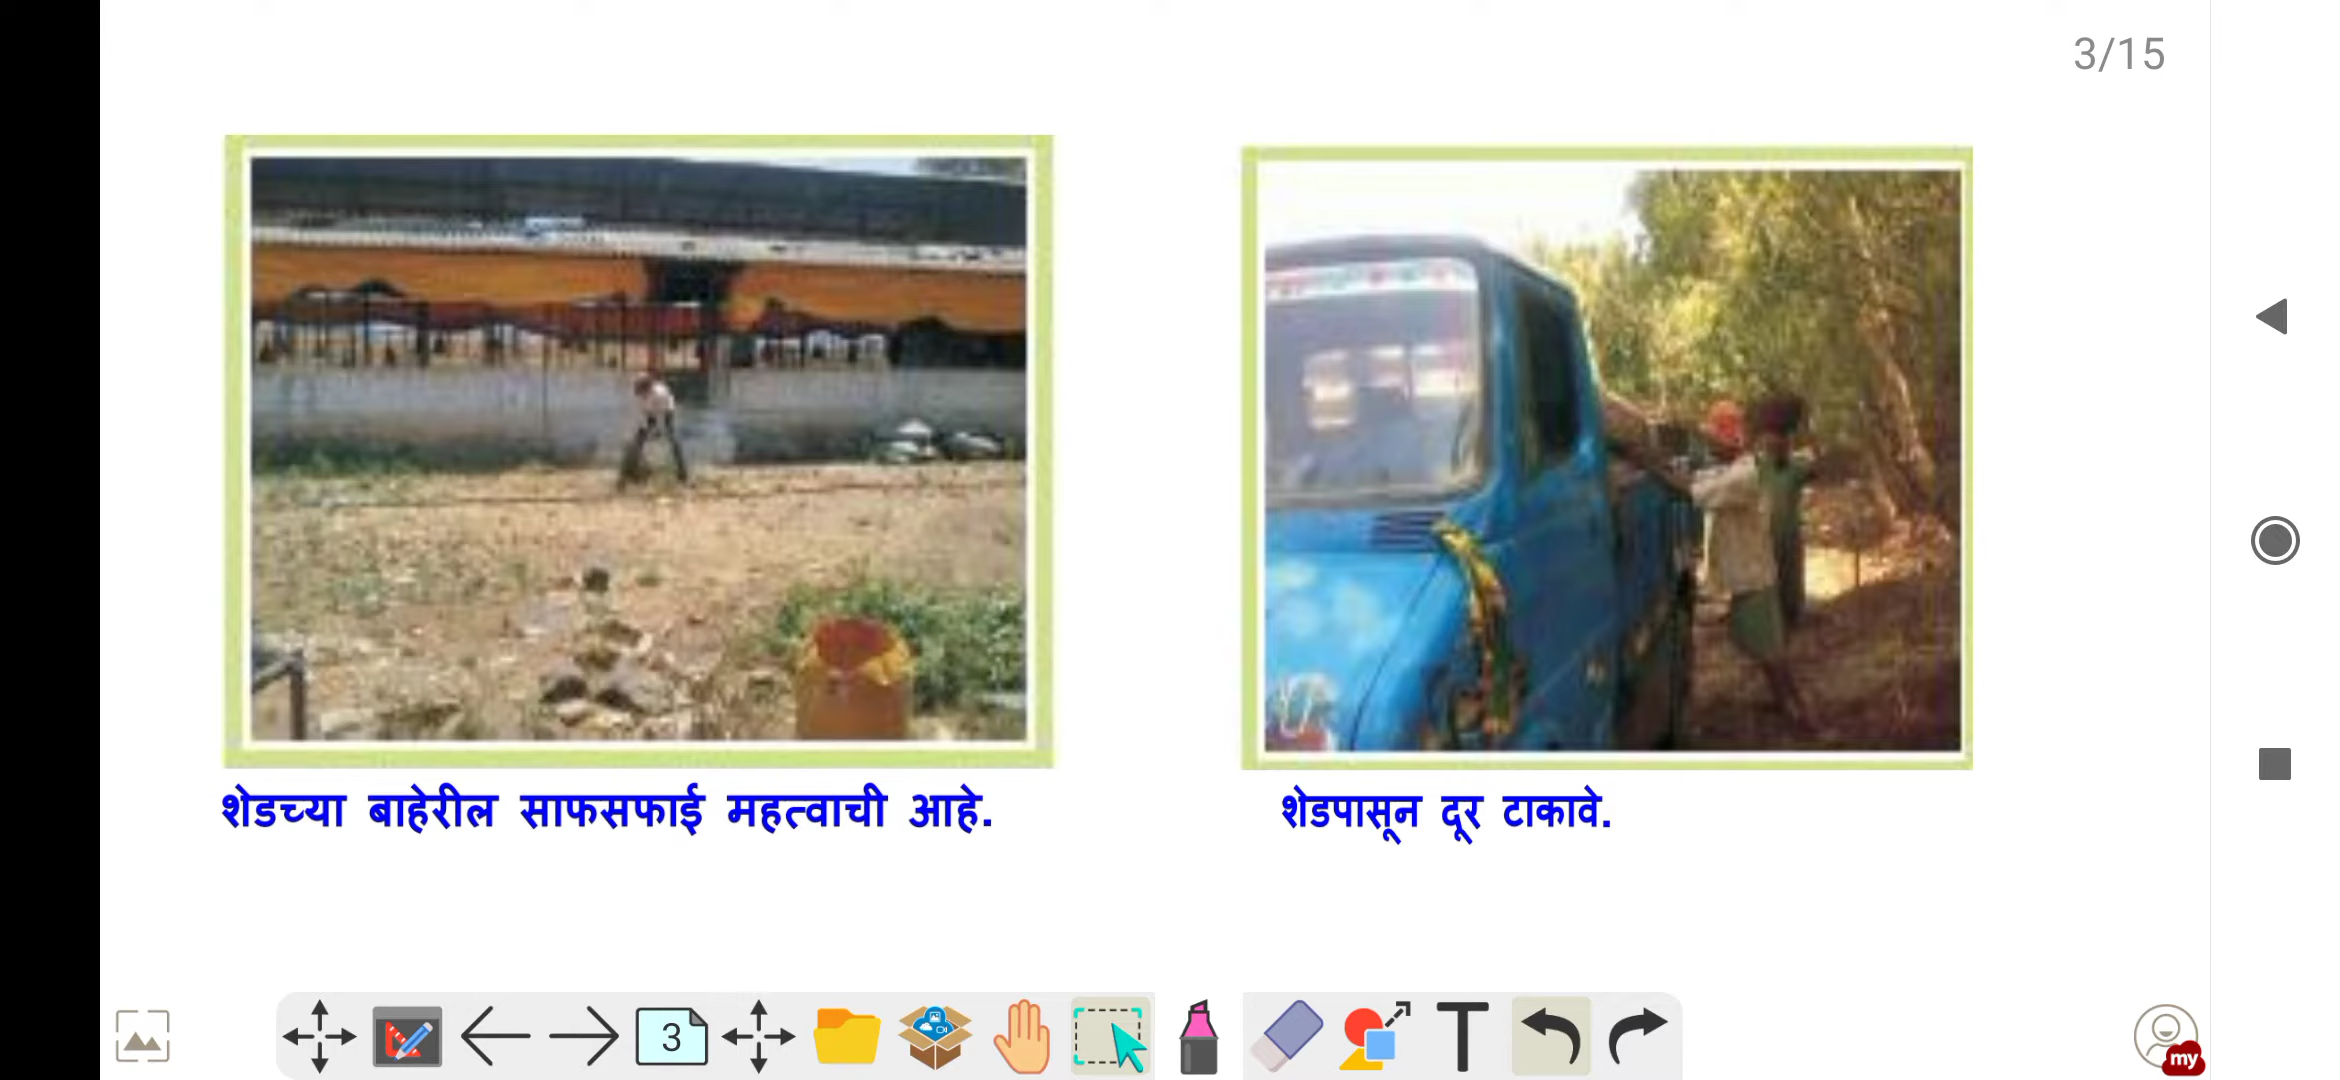 3/15
शेडच्या बाहेरील साफसफाई महत्वाची आहे.
शेडपासून दूर टाकावे.
3
T
my